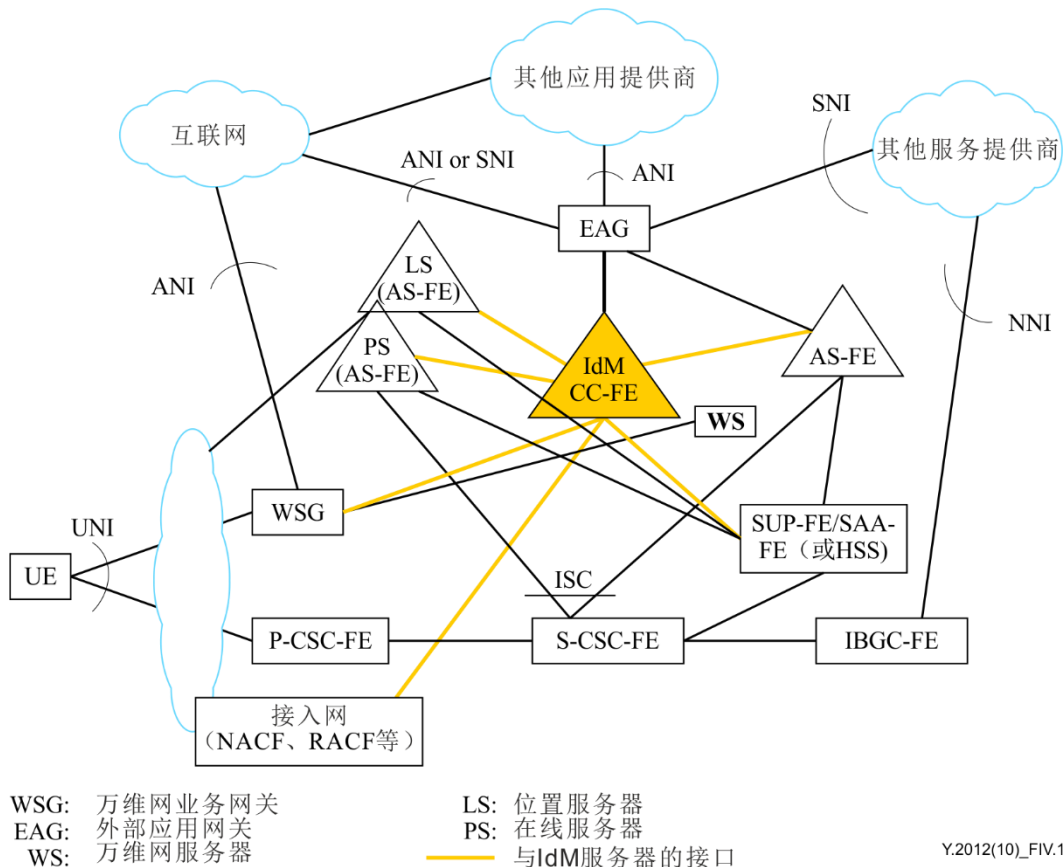 其他应用提供商
SNI
互联网
其他服务提供商
ANI or SNI
ANI
EAG
ANI
LS
(AS-FE)
NNI
PS
(AS-FE)
IdM
CC-FE
AS-FE
WS
WSG
UNI
SUP-FE/SAA-
FE（或HSS)
UE
ISC
P-CSC-FE
S-CSC-FE
IBGC-FE
接入网
（NACF、RACF等）
WSG: 万维网业务网关
LS: 位置服务器
EAG: 外部应用网关
PS: 在线服务器
WS: 万维网服务器
与IdM服务器的接口
Y.2012(10)_FIV.1